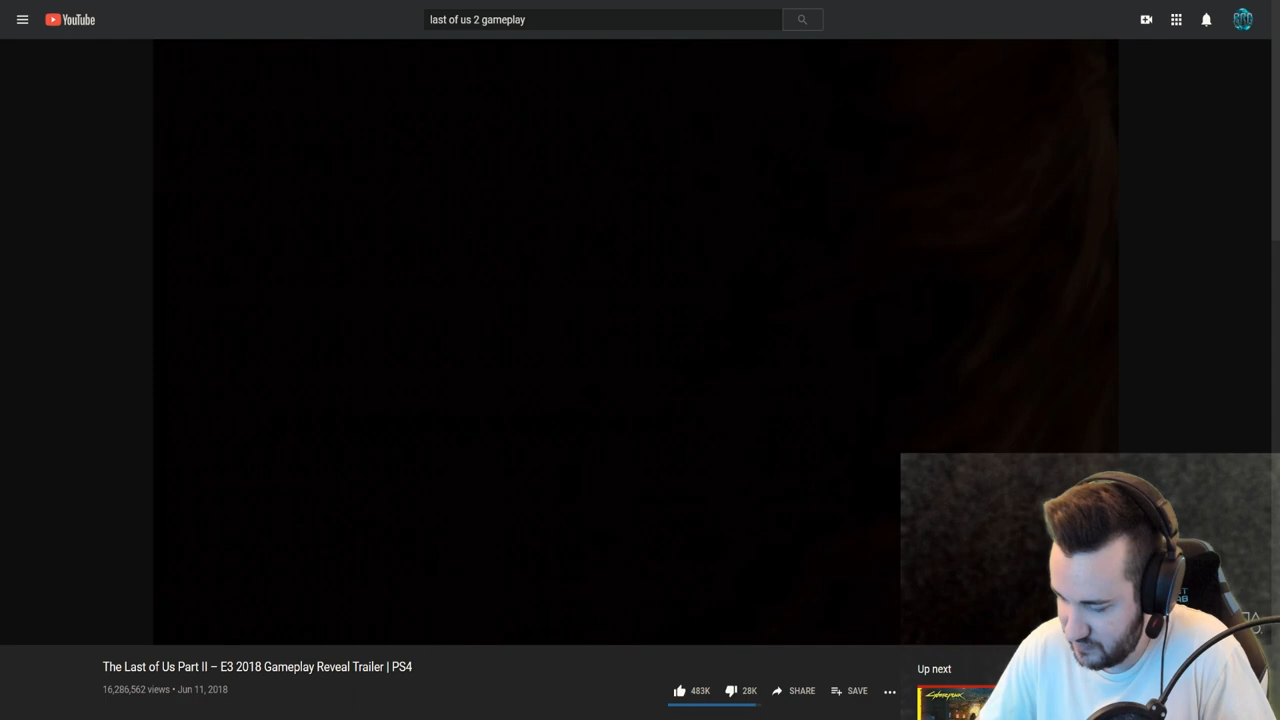 YouTube
last of us 2 gameplay
The Last of Us Part II – E3 2018 Gameplay Reveal Trailer | PS4
16,286,562 views • Jun 11, 2018
483K
28K
SHARE
SAVE
Up next
Cyberpunk